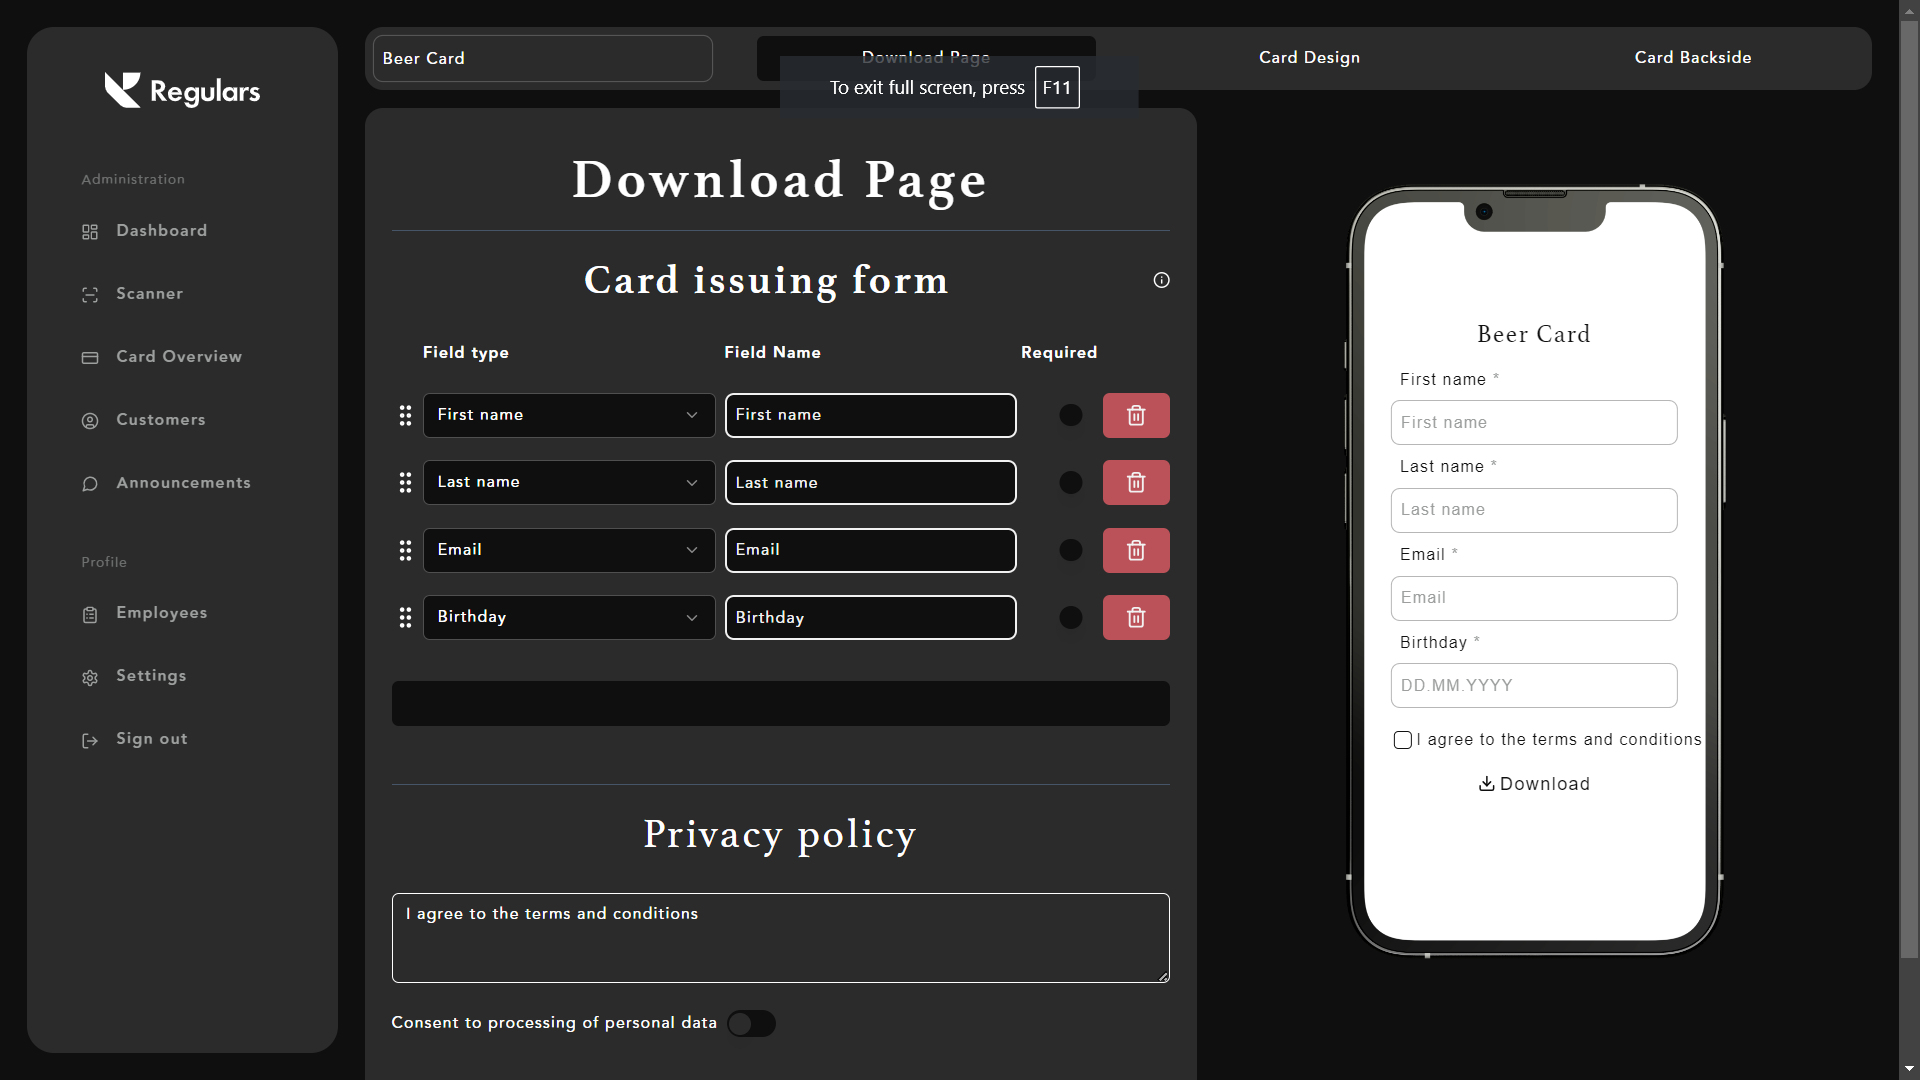 Regulars
Administration
Dashboard
Scanner
Card Overview
Customers
Announcements
Profile
Employees
Settings
Sign out
Beer Card
Download Page
Card Design
Card Backside
To exit full screen, press F11
Download Page
Card issuing form
Field type Field Name Required
First name First name
Last name Last name
Email Email
Birthday Birthday
Privacy policy
I agree to the terms and conditions
Consent to processing of personal data
Beer Card
First name *
First name
Last name *
Last name
Email *
Email
Birthday *
DD.MM.YYYY
I agree to the terms and conditions
Download